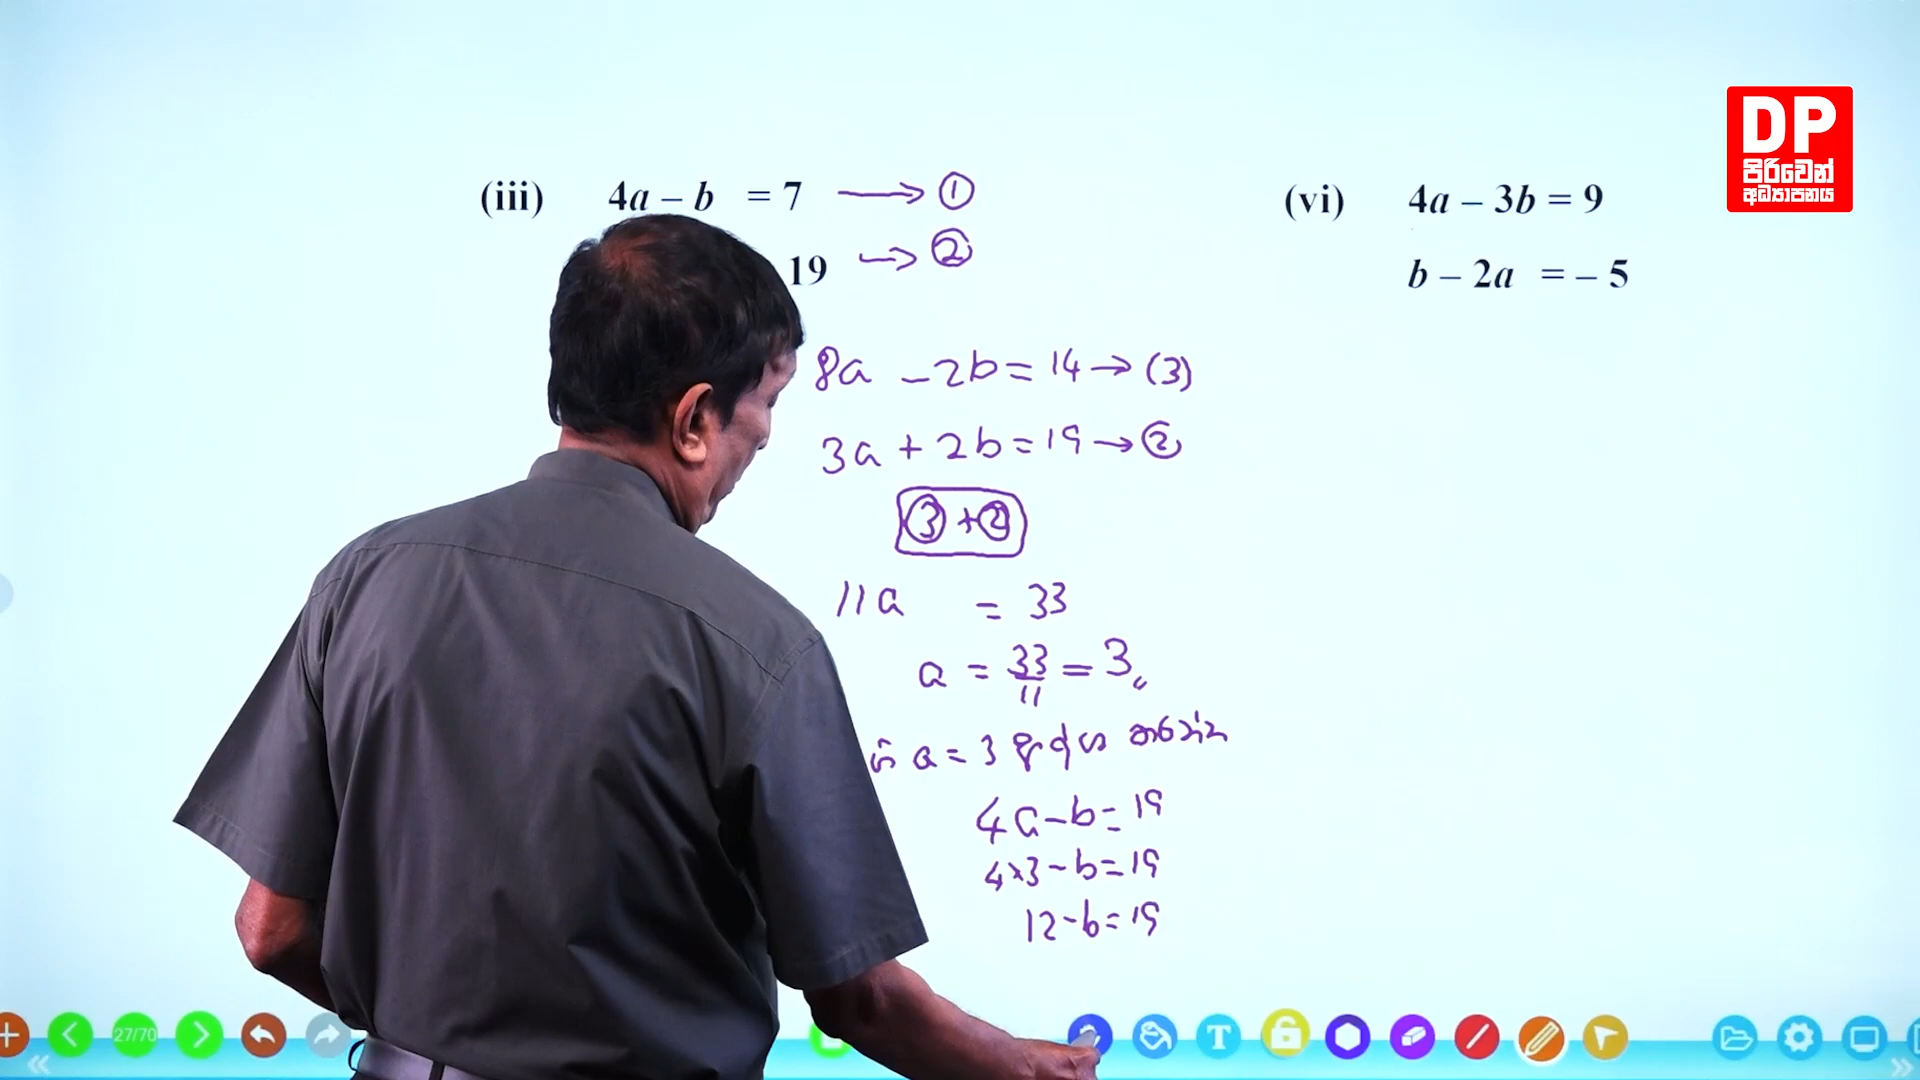 DP
පිරිවෙන්
අධ්‍යාපනය
(iii) 4a – b = 7 → ①
19 → ②
8a – 2b = 14 → (3)
3a + 2b = 19 → ②
③ + ②
11a = 33
a = 33/11 = 3
a = 3
4a – b = 19
4×3 – b = 19
12 – b = 19
(vi) 4a – 3b = 9
b – 2a = – 5
27/70
T